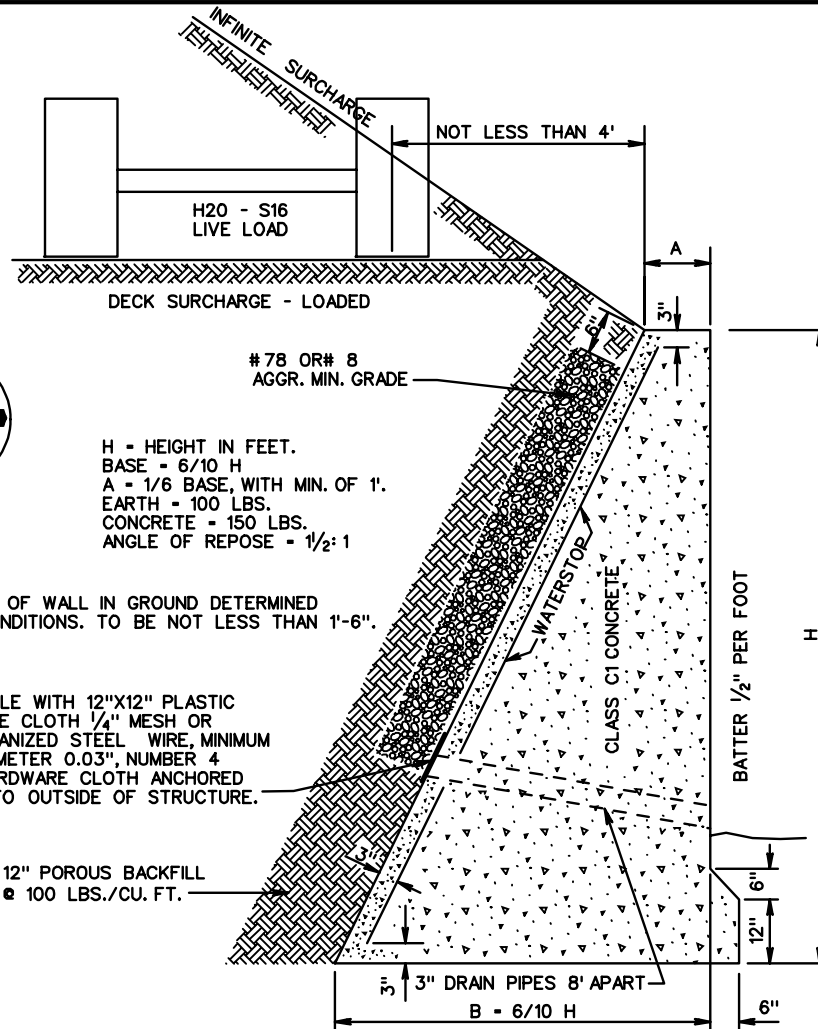 INFINITE SURCHARGE
NOT LESS THAN 4'
H20 - S16
LIVE LOAD
A
DECK SURCHARGE - LOADED
3"
6"
#78 OR# 8
AGGR. MIN. GRADE
H = HEIGHT IN FEET.
BASE = 6/10 H
A = 1/6 BASE, WITH MIN. OF 1'.
EARTH = 100 LBS.
CONCRETE = 150 LBS.
ANGLE OF REPOSE = 1½:1
WATERSTOP
CLASS C1 CONCRETE
BATTER ½" PER FOOT
H
OF WALL IN GROUND DETERMINED
NDITIONS. TO BE NOT LESS THAN 1'-6".
LE WITH 12"X12" PLASTIC
E CLOTH ¼" MESH OR
ANIZED STEEL WIRE, MINIMUM
METER 0.03", NUMBER 4
RDWARE CLOTH ANCHORED
TO OUTSIDE OF STRUCTURE.
12" POROUS BACKFILL
@ 100 LBS./CU. FT.
3"
6"
12"
3"
3" DRAIN PIPES 8' APART
B = 6/10 H
6"